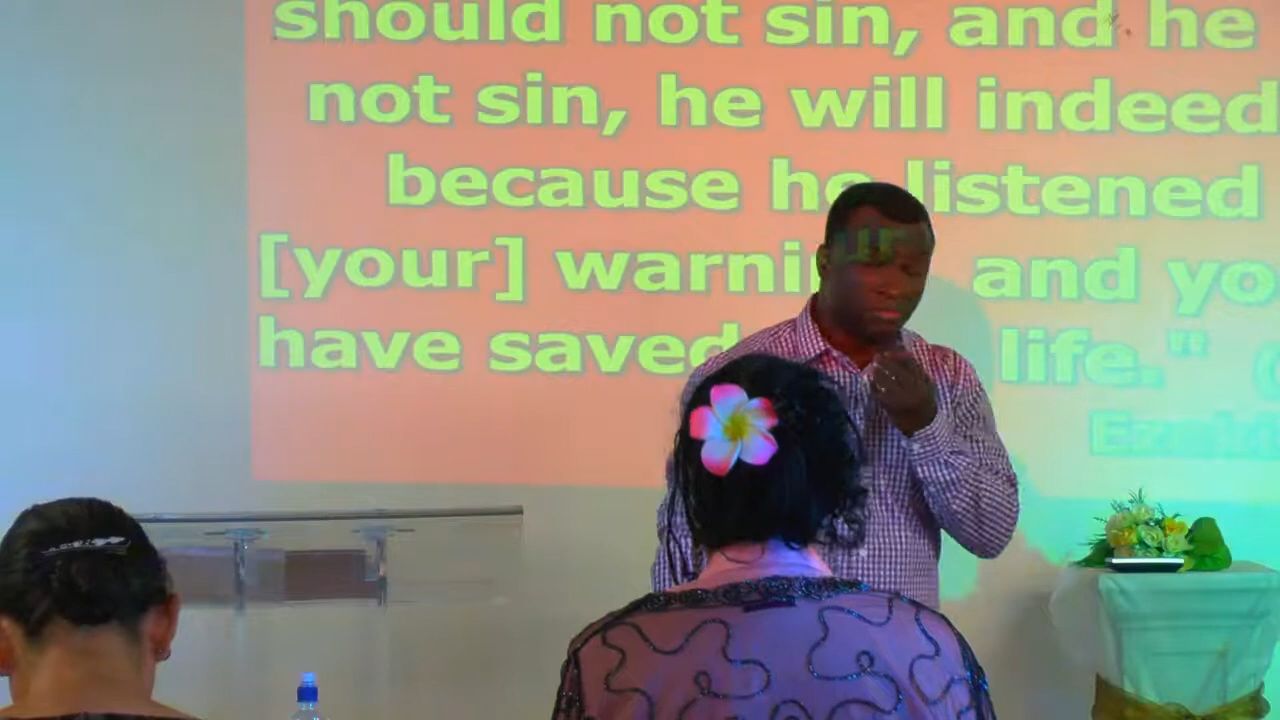 should not sin, and he
not sin, he will indeed
because he listened
[your] warni and yo
have saved life."